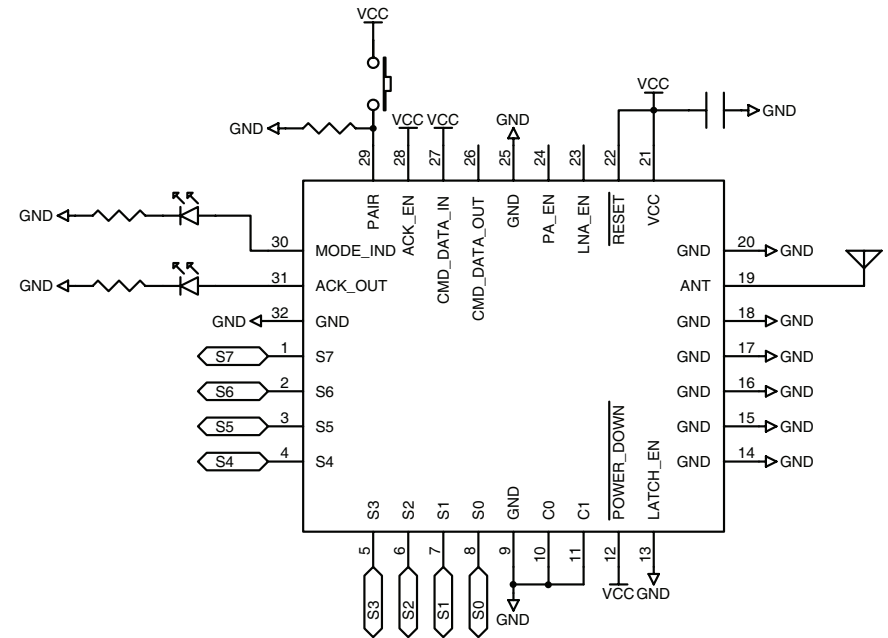 VCC
GND
VCC VCC
GND
VCC
GND
29
28
27
26
25
24
23
22
21
PAIR
ACK_EN
CMD_DATA_IN
CMD_DATA_OUT
GND
PA_EN
LNA_EN
RESET
VCC
GND
30 MODE_IND
GND 31 ACK_OUT
GND 32 GND
S7 1 S7
S6 2 S6
S5 3 S5
S4 4 S4
GND 20 GND
ANT 19
GND 18 GND
GND 17 GND
GND 16 GND
GND 15 GND
GND 14 GND
S3
S2
S1
S0
GND
C0
C1
POWER_DOWN
LATCH_EN
5
6
7
8
9
10
11
12
13
S3
S2
S1
S0
GND
VCC GND